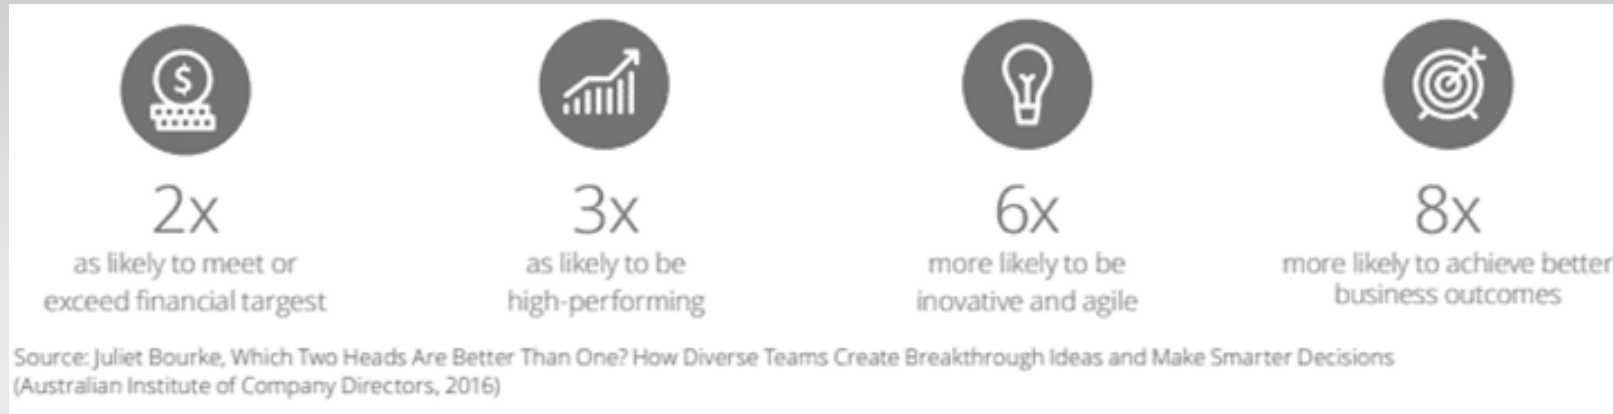 $
2x
as likely to meet or
exceed financial targest
3x
as likely to be
high-performing
6x
more likely to be
inovative and agile
8x
more likely to achieve better
business outcomes
Source: Juliet Bourke, Which Two Heads Are Better Than One? How Diverse Teams Create Breakthrough Ideas and Make Smarter Decisions
(Australian Institute of Company Directors, 2016)